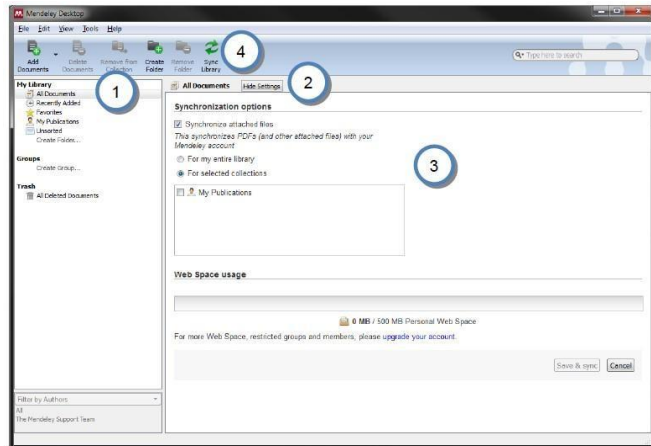 Mendeley Desktop
File Edit View Tools Help
Add Documents
Delete Documents
Remove from Collection
Create Folder
Remove Folder
Sync Library
4
Type here to search
My Library
All Documents
Recently Added
Favorites
My Publications
Unsorted
Create Folder...
1
Groups
Create Group...
Trash
All Deleted Documents
Filter by Authors
All
The Mendeley Support Team
All Documents Hide Settings
2
Synchronization options
Synchronize attached files
This synchronizes PDFs (and other attached files) with your
Mendeley account
For my entire library
For selected collections
My Publications
3
Web Space usage
0 MB / 500 MB Personal Web Space
For more Web Space, restricted groups and members, please upgrade your account.
Save & sync Cancel